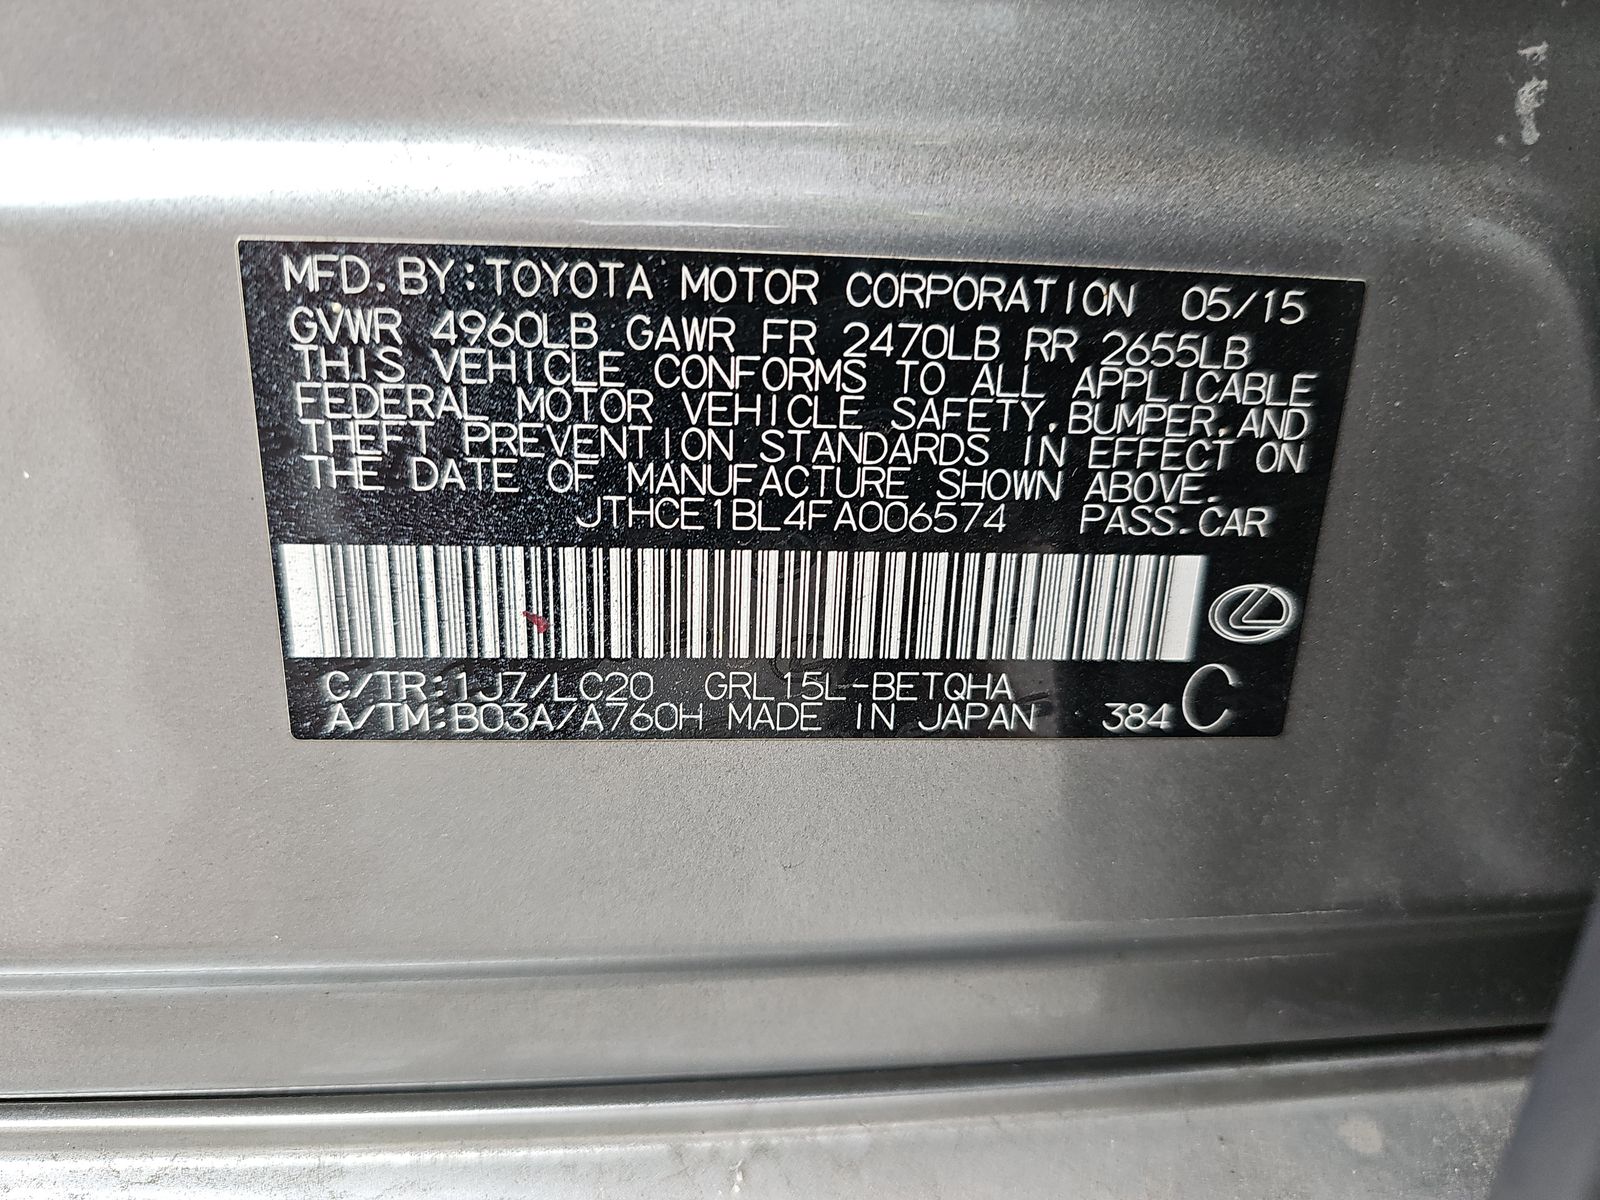 MFD. BY: TOYOTA MOTOR CORPORATION 05/15
GVWR 4960LB GAWR FR 2470LB RR 2655LB
THIS VEHICLE CONFORMS TO ALL APPLICABLE
FEDERAL MOTOR VEHICLE SAFETY, BUMPER, AND
THEFT PREVENTION STANDARDS IN EFFECT ON
THE DATE OF MANUFACTURE SHOWN ABOVE.
JTHCE1BL4FA006574 PASS. CAR
C/TR: 1J7/LC20 GRL15L-BETQHA
A/TM: B03A/A760H MADE IN JAPAN 384 C